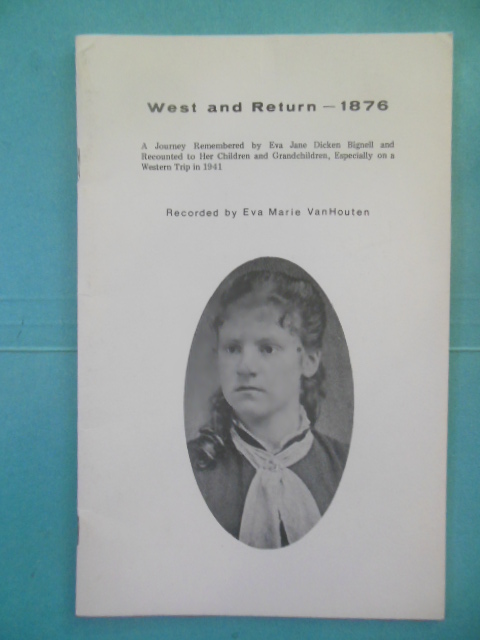 West and Return — 1876
A Journey Remembered by Eva Jane Dicken Bignell and
Recounted to Her Children and Grandchildren, Especially on a
Western Trip in 1941
Recorded by Eva Marie VanHouten